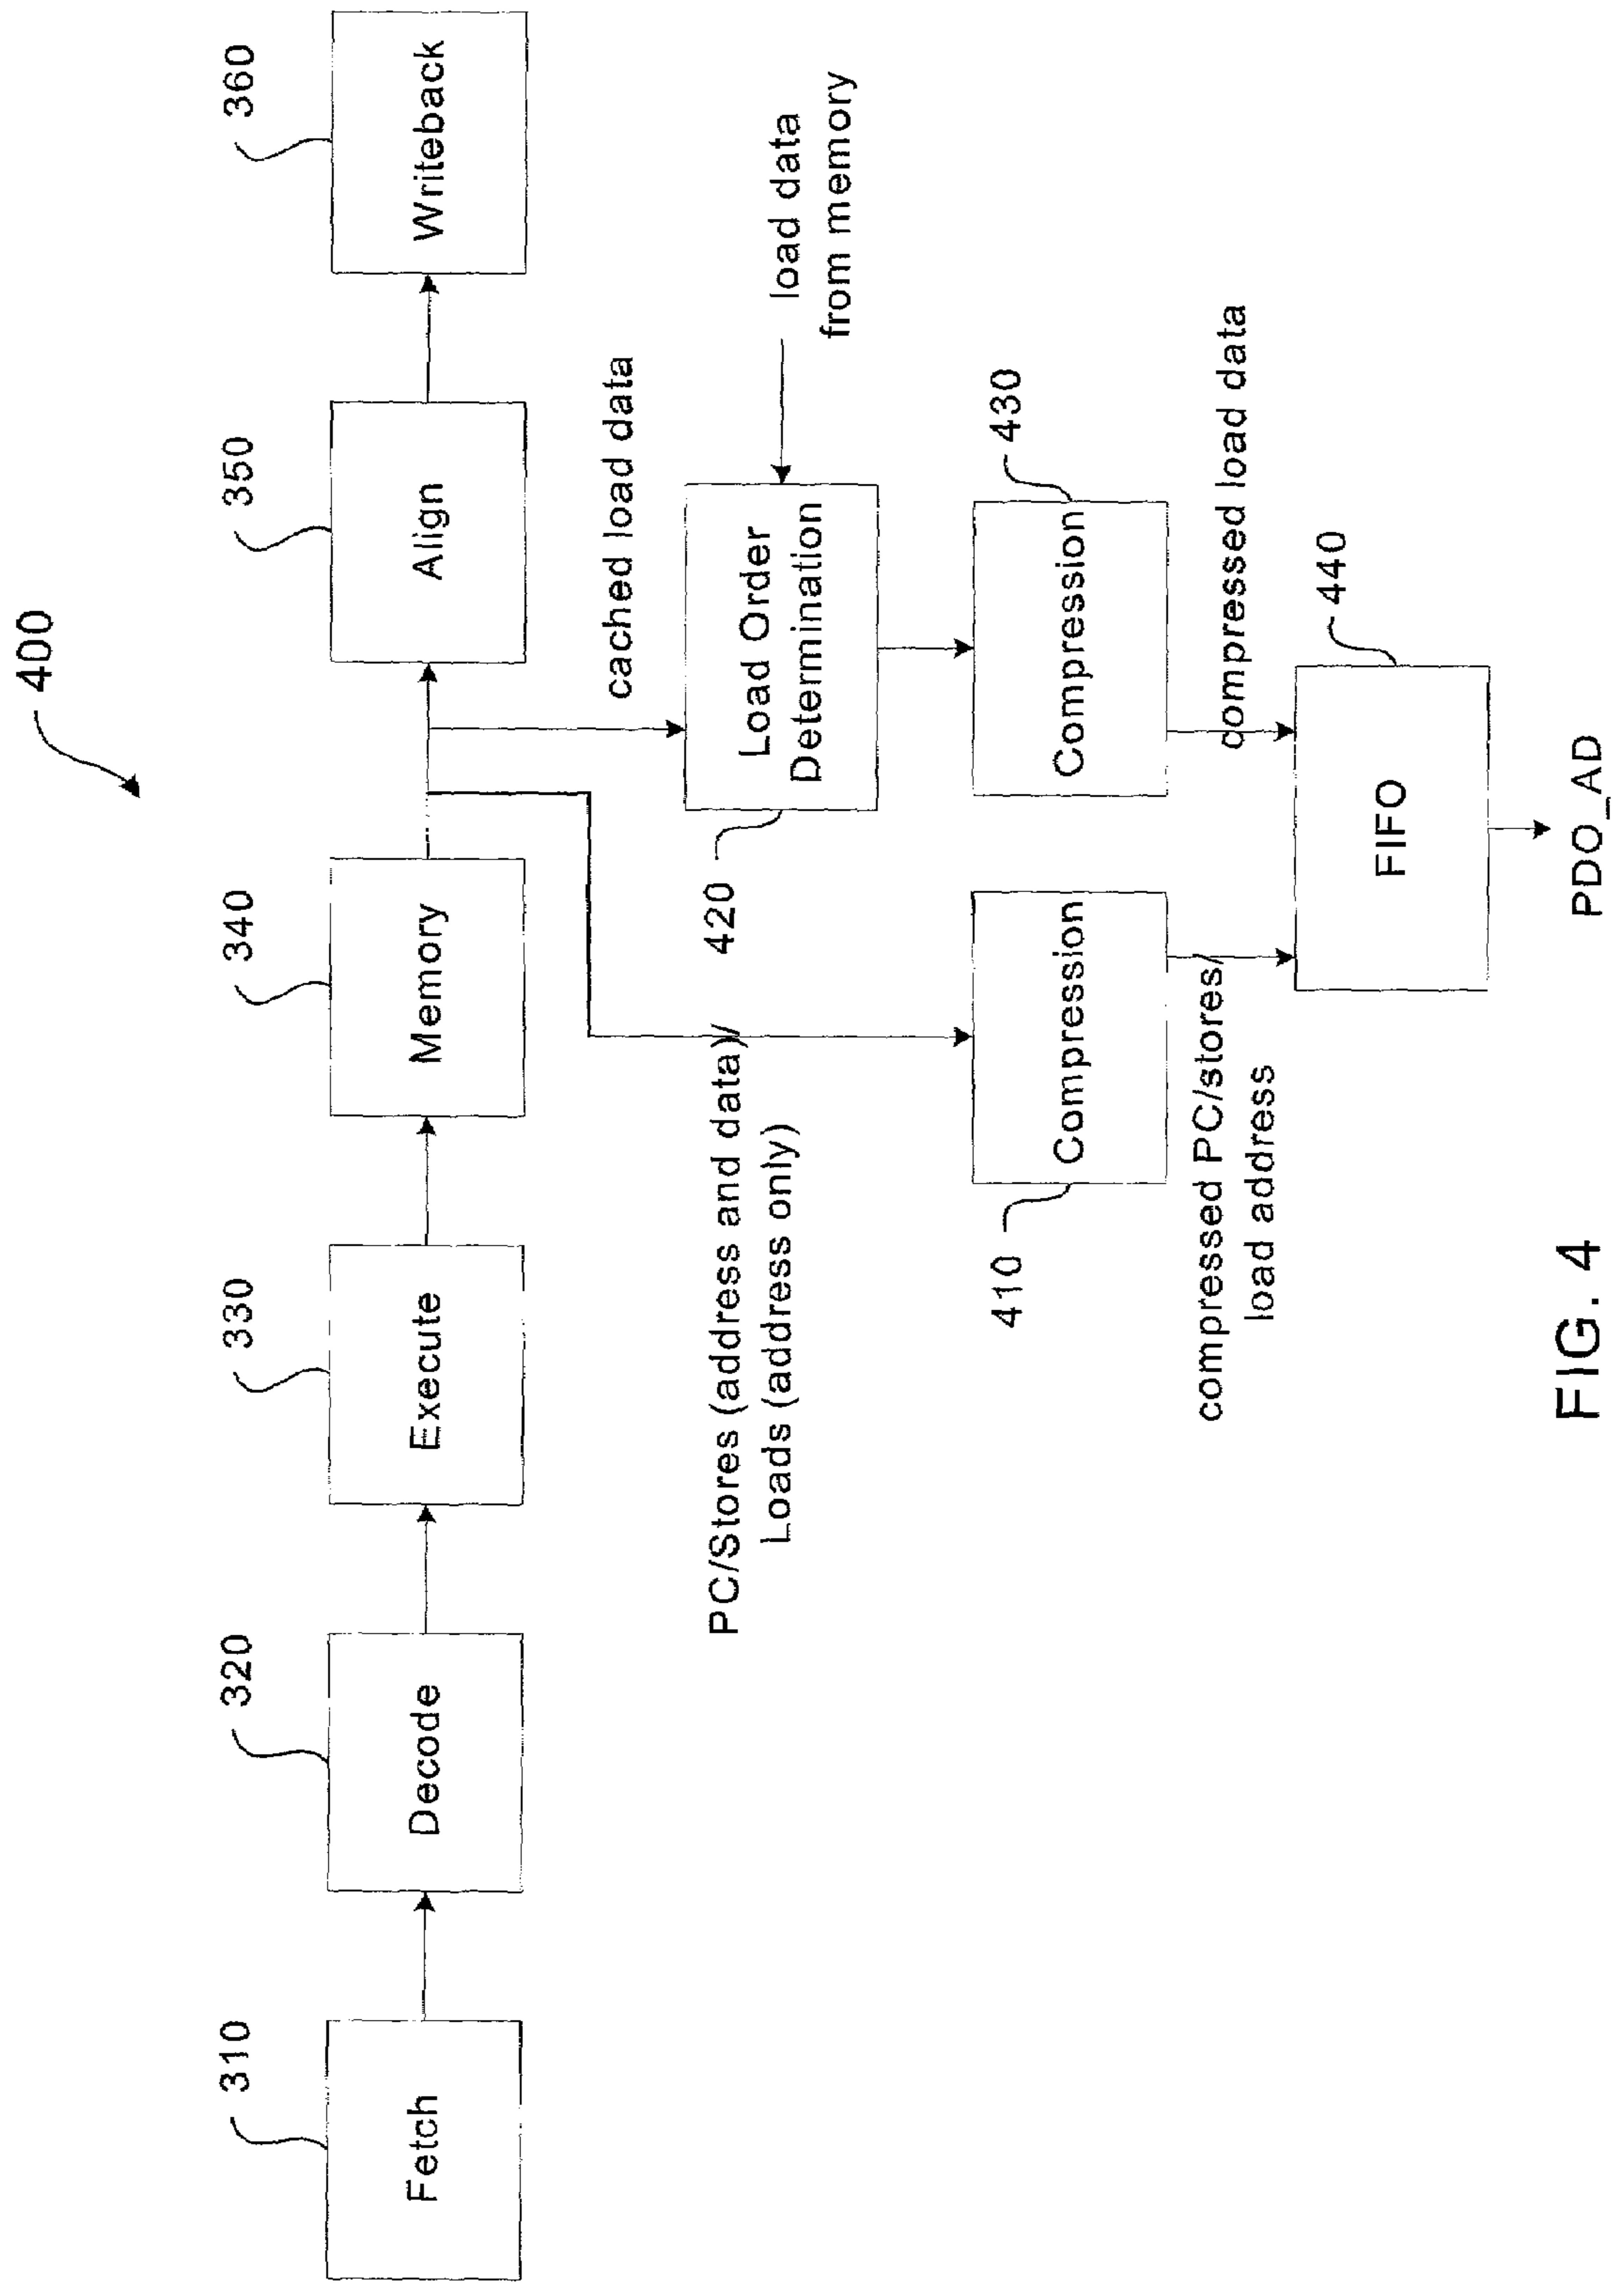 400
310
320
330
340
350
360
Fetch
Decode
Execute
Memory
Align
Writeback
cached load data
PC/Stores (address and data)/
Loads (address only)
420
Load Order
Determination
load data
from memory
410
Compression
430
Compression
compressed PC/stores/
load address
compressed load data
440
FIFO
PDO_AD
FIG. 4